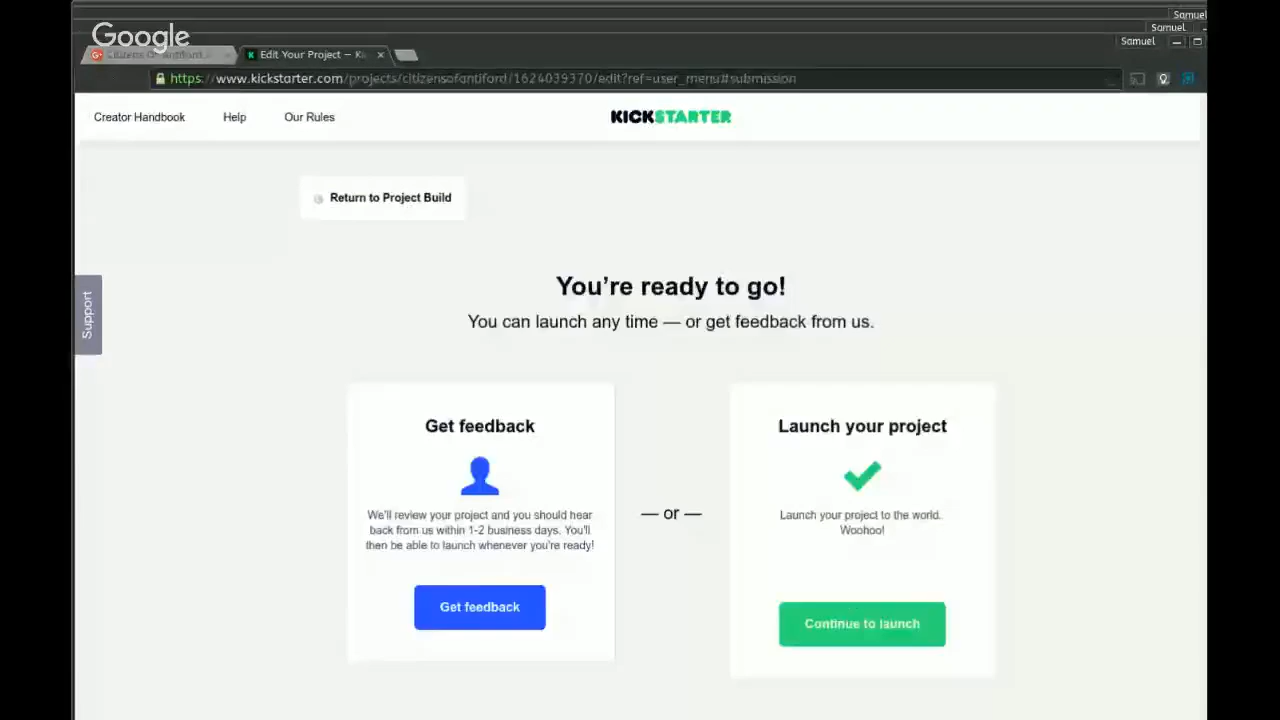 Samuel
Samuel
Samuel
Google
Edit Your Project — Ki
https://www.kickstarter.com/projects/citizensofantiford/1624039370/edit?ref=user_menu#submission
Creator Handbook
Help
Our Rules
KICKSTARTER
Return to Project Build
Support
You're ready to go!
You can launch any time — or get feedback from us.
Get feedback
We'll review your project and you should hear
back from us within 1-2 business days. You'll
then be able to launch whenever you're ready!
Get feedback
— or —
Launch your project
Launch your project to the world.
Woohoo!
Continue to launch